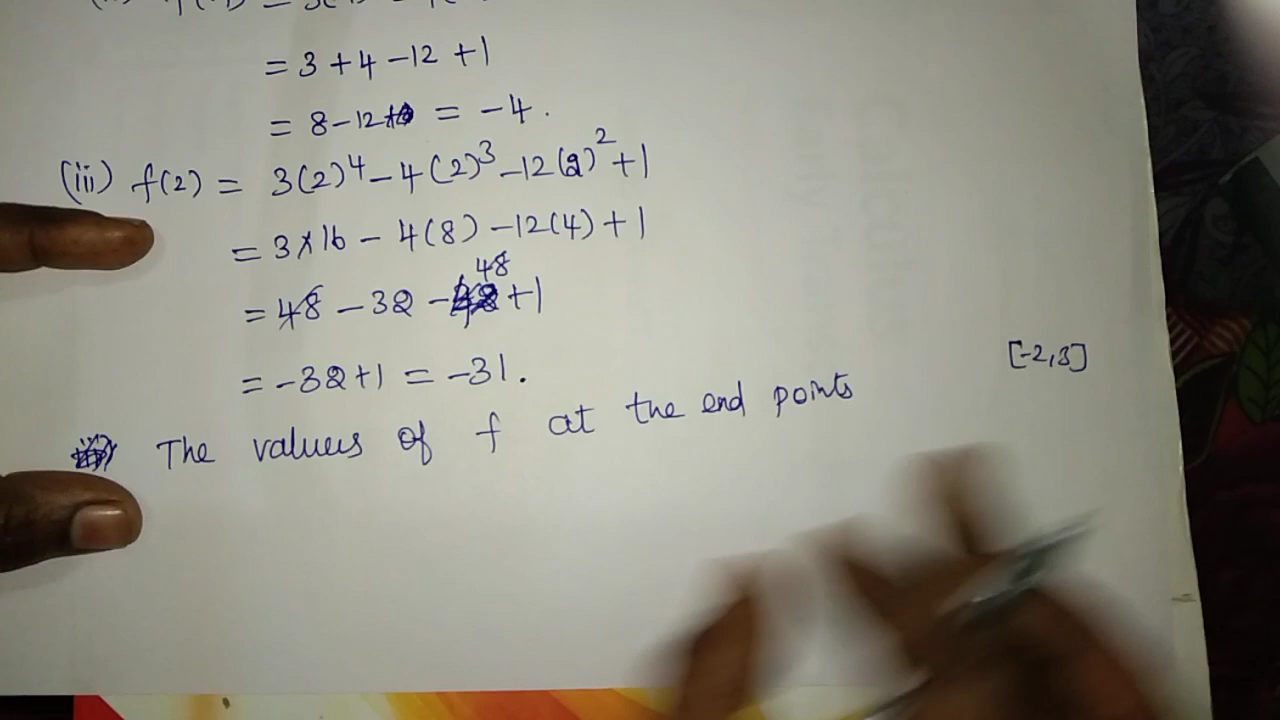 = 3 + 4 - 12 + 1
= 8 - 12 = -4.
(iii) f(2) = 3(2)^4 - 4(2)^3 - 12(2)^2 + 1
= 3 × 16 - 4(8) - 12(4) + 1
= 48 - 32 - 48 + 1
= -32 + 1 = -31.
[-2,3]
The values of f at the end points